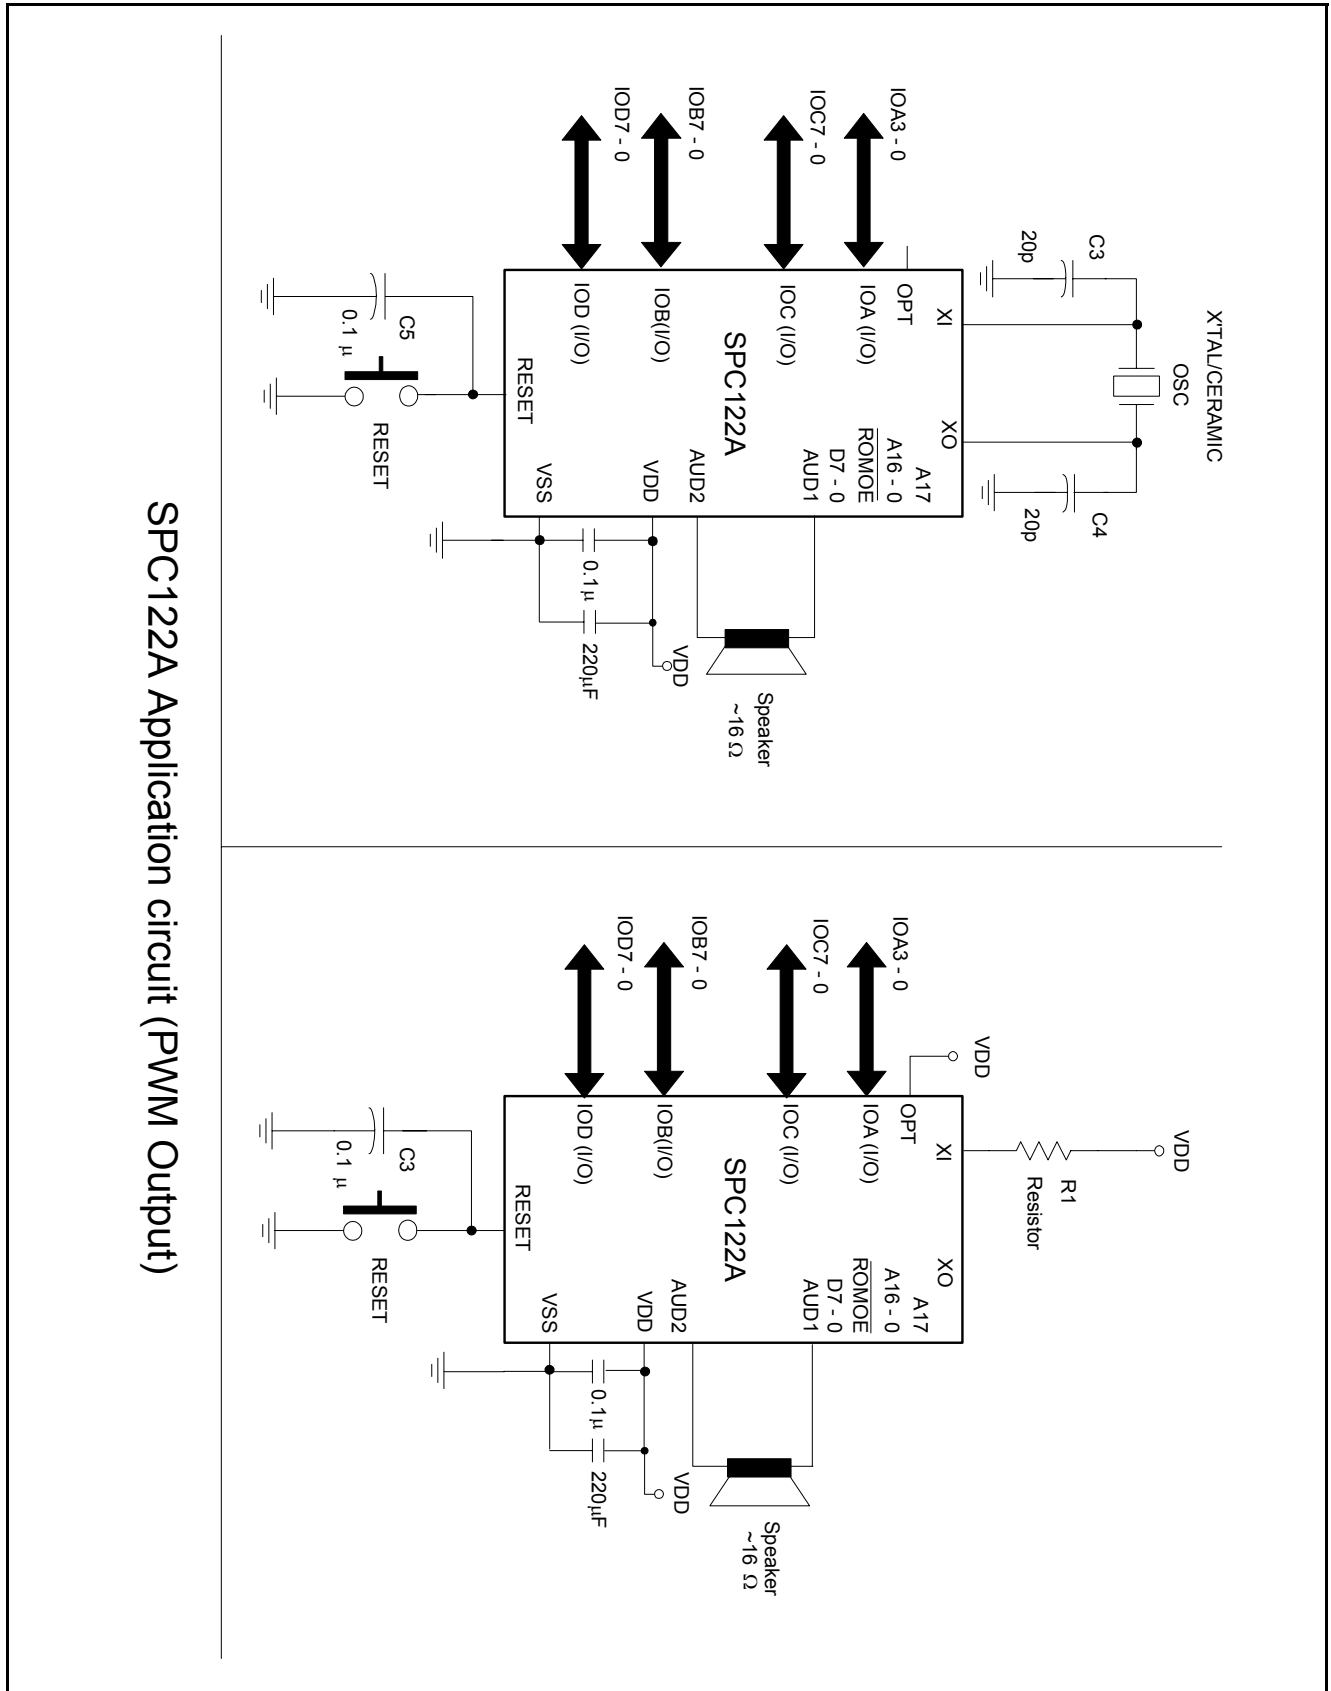 X'TAL/CERAMIC
OSC
C3
20p
C4
20p
XI
XO
OPT
A17
IOA3 - 0
IOA (I/O)
A16 - 0
ROMOE
IOC7 - 0
IOC (I/O)
D7 - 0
AUD1
SPC122A
IOB7 - 0
IOB(I/O)
AUD2
IOD7 - 0
IOD (I/O)
VDD
VSS
RESET
Speaker
~16 Ω
VDD
0.1μ
220μF
C5
0.1 μ
RESET
VDD
R1
Resistor
VDD
XI
XO
OPT
A17
IOA3 - 0
IOA (I/O)
A16 - 0
ROMOE
IOC7 - 0
IOC (I/O)
D7 - 0
AUD1
SPC122A
IOB7 - 0
IOB(I/O)
AUD2
IOD7 - 0
IOD (I/O)
VDD
VSS
RESET
Speaker
~16 Ω
VDD
0.1μ
220μF
C3
0.1 μ
RESET
SPC122A Application circuit (PWM Output)